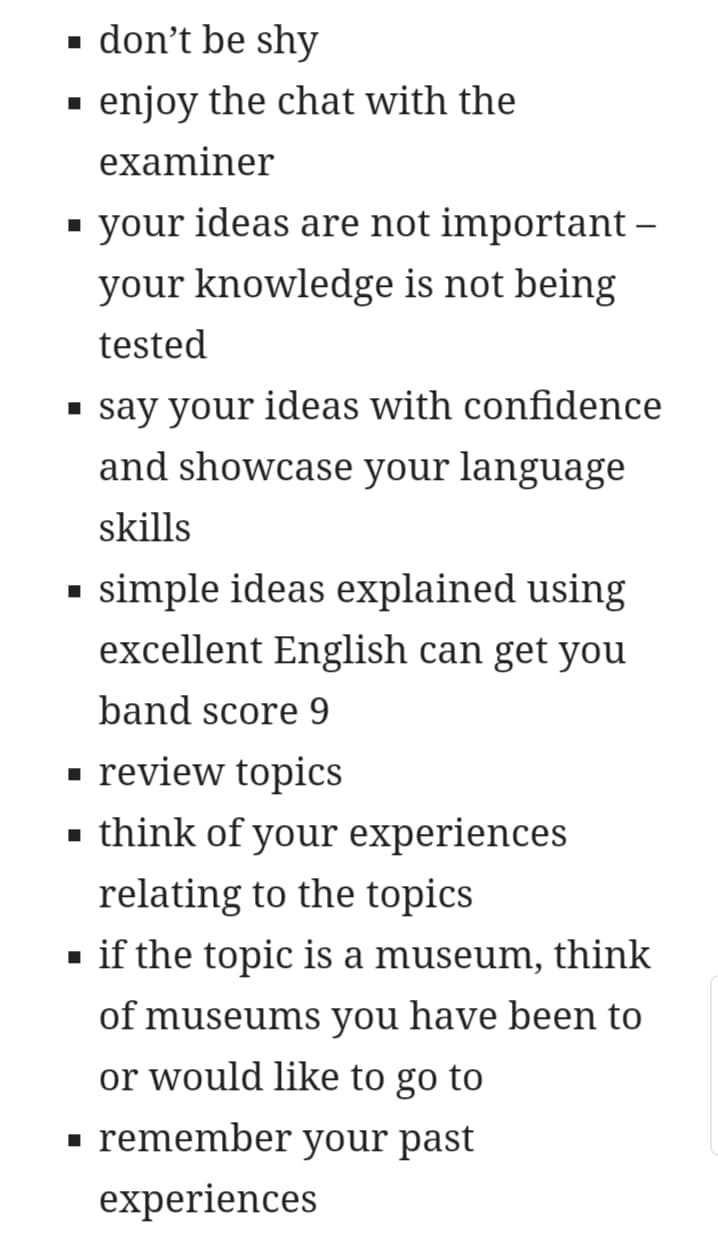 ▪ don’t be shy
▪ enjoy the chat with the
examiner
▪ your ideas are not important –
your knowledge is not being
tested
▪ say your ideas with confidence
and showcase your language
skills
▪ simple ideas explained using
excellent English can get you
band score 9
▪ review topics
▪ think of your experiences
relating to the topics
▪ if the topic is a museum, think
of museums you have been to
or would like to go to
▪ remember your past
experiences